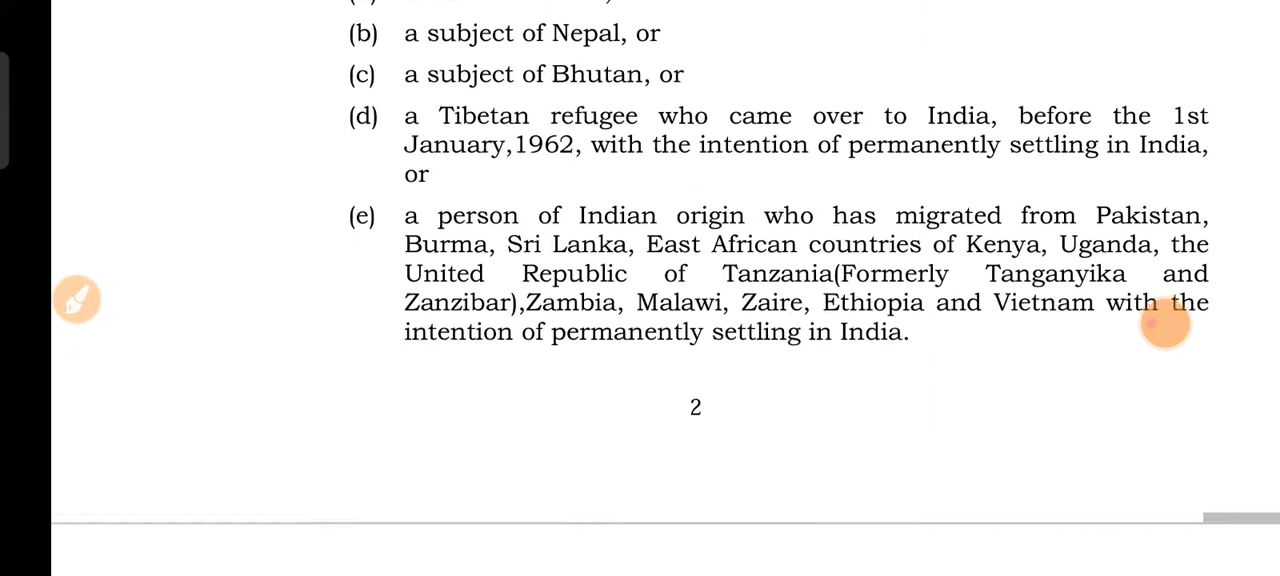 (b) a subject of Nepal, or
(c) a subject of Bhutan, or
(d) a Tibetan refugee who came over to India, before the 1st
January,1962, with the intention of permanently settling in India,
or
(e) a person of Indian origin who has migrated from Pakistan,
Burma, Sri Lanka, East African countries of Kenya, Uganda, the
United Republic of Tanzania(Formerly Tanganyika and
Zanzibar),Zambia, Malawi, Zaire, Ethiopia and Vietnam with the
intention of permanently settling in India.
2